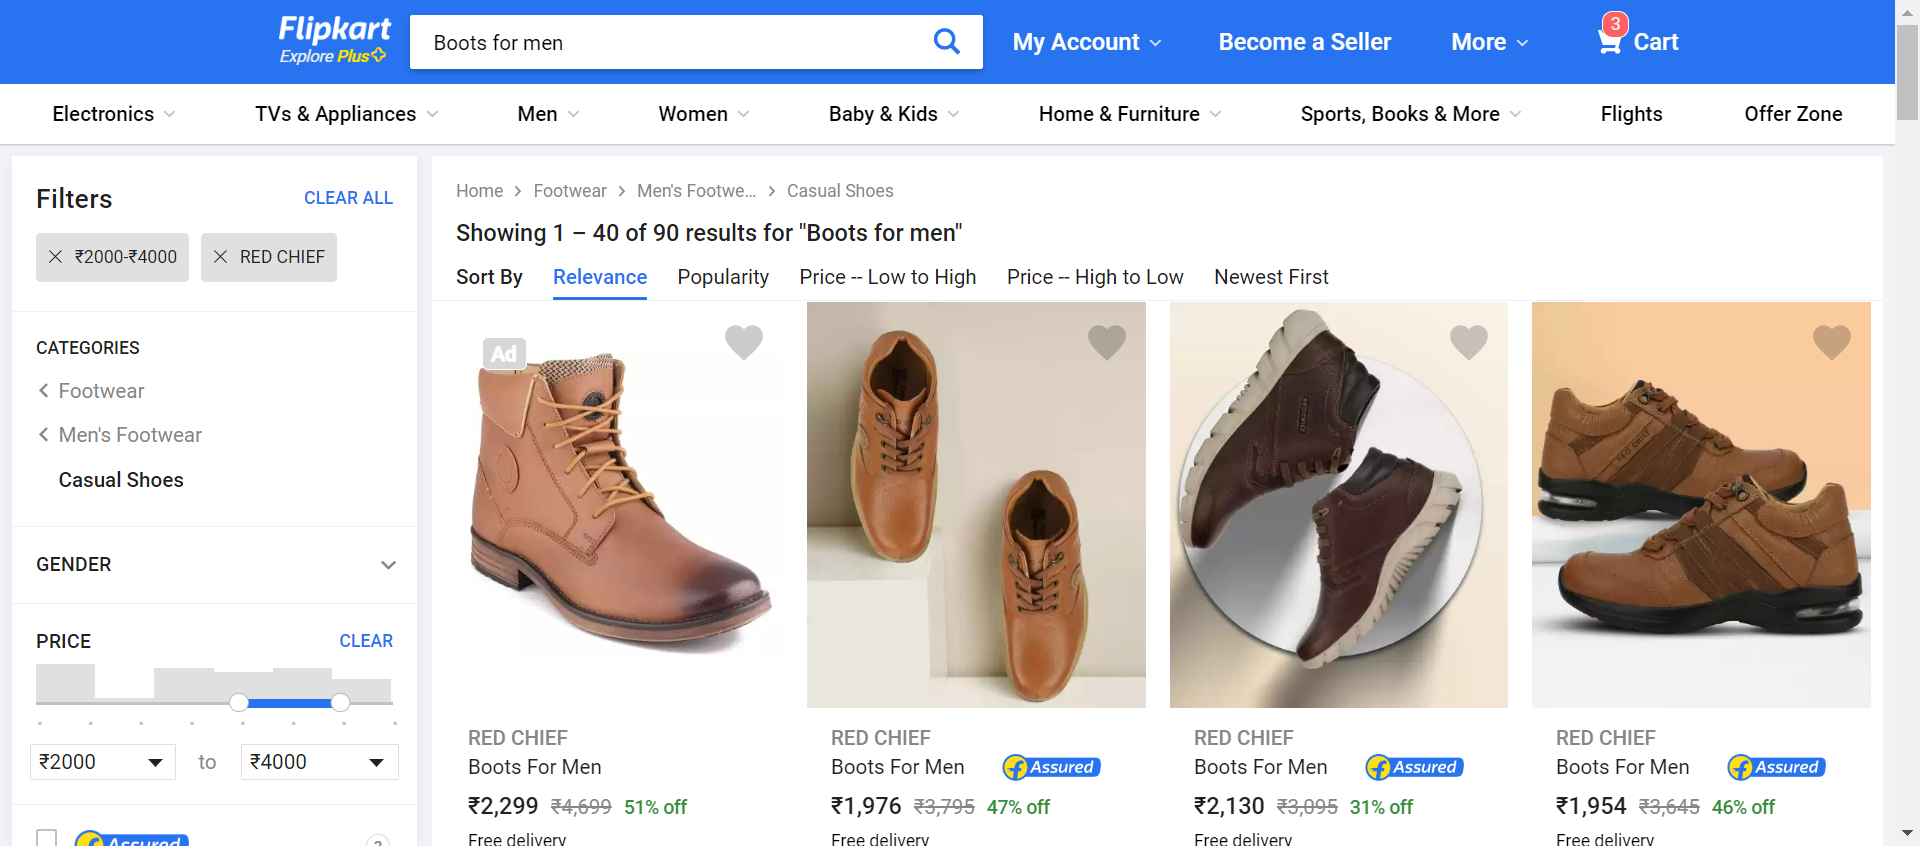 Flipkart
Explore Plus
Boots for men
My Account
Become a Seller
More
3
Cart
Electronics
TVs & Appliances
Men
Women
Baby & Kids
Home & Furniture
Sports, Books & More
Flights
Offer Zone
Filters
CLEAR ALL
₹2000-₹4000
RED CHIEF
CATEGORIES
Footwear
Men's Footwear
Casual Shoes
GENDER
PRICE
CLEAR
₹2000
to
₹4000
Assured
?
Home
Footwear
Men's Footwe...
Casual Shoes
Showing 1 – 40 of 90 results for "Boots for men"
Sort By
Relevance
Popularity
Price -- Low to High
Price -- High to Low
Newest First
Ad
RED CHIEF
Boots For Men
₹2,299 ₹4,699 51% off
Free delivery
RED CHIEF
Boots For Men
Assured
₹1,976 ₹3,795 47% off
Free delivery
REDCHIEF
RED CHIEF
Boots For Men
Assured
₹2,130 ₹3,095 31% off
Free delivery
RED CHIEF
RED CHIEF
Boots For Men
Assured
₹1,954 ₹3,645 46% off
Free delivery